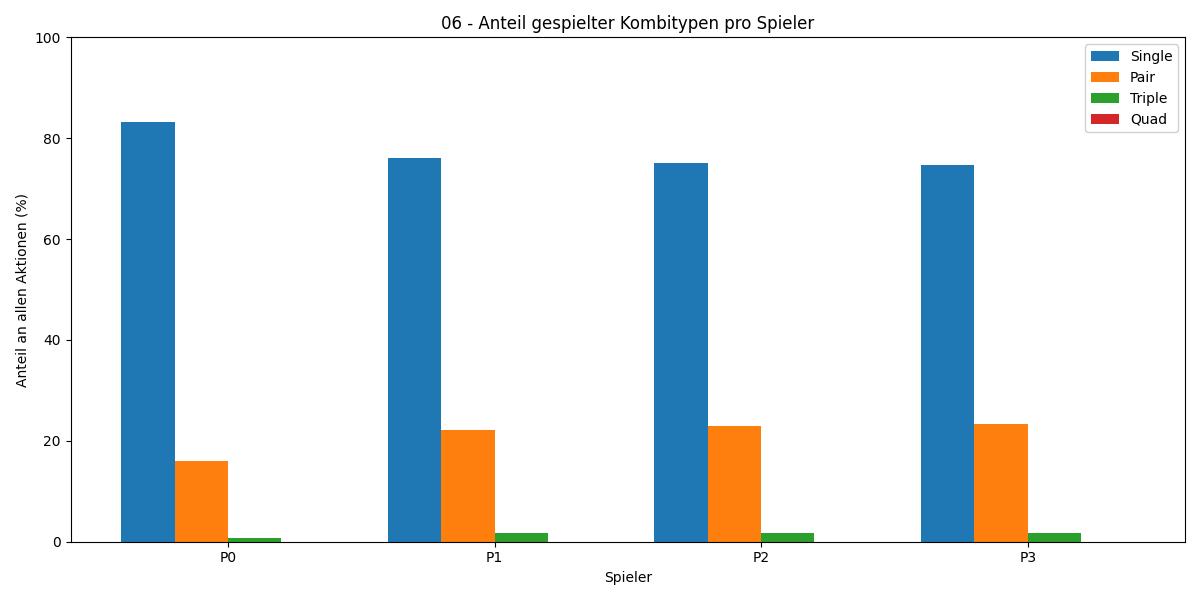 06 - Anteil gespielter Kombitypen pro Spieler
Anteil an allen Aktionen (%)
100
80
60
40
20
0
Single
Pair
Triple
Quad
P0
P1
P2
P3
Spieler